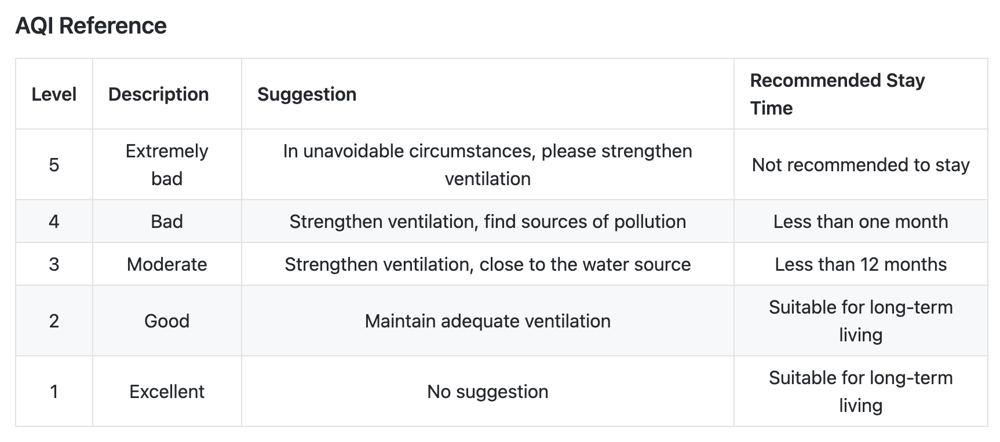 AQI Reference
Level Description Suggestion Recommended Stay
Time
5 Extremely
bad In unavoidable circumstances, please strengthen
ventilation Not recommended to stay
4 Bad Strengthen ventilation, find sources of pollution Less than one month
3 Moderate Strengthen ventilation, close to the water source Less than 12 months
2 Good Maintain adequate ventilation Suitable for long-term
living
1 Excellent No suggestion Suitable for long-term
living